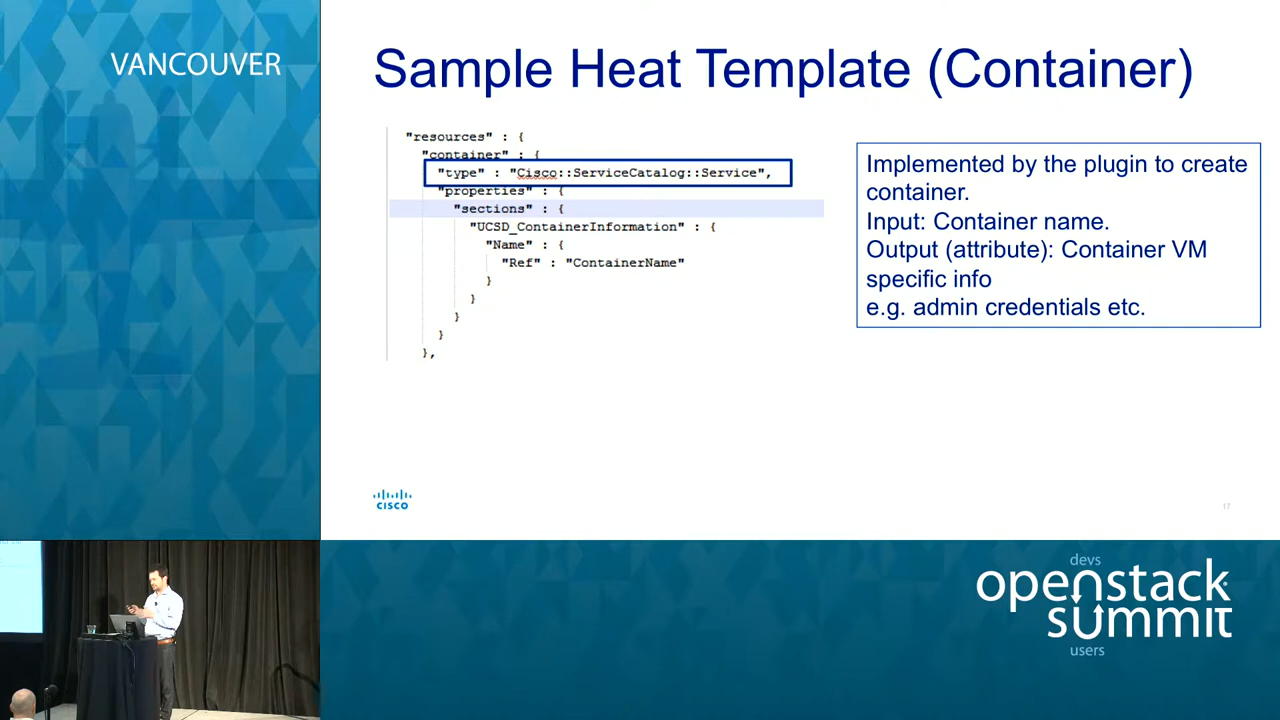 VANCOUVER
Sample Heat Template (Container)
"resources" : {
"container" : {
"type" : "Cisco::ServiceCatalog::Service",
"properties" : {
"sections" : {
"UCSD_ContainerInformation" : {
"Name" : {
"Ref" : "ContainerName"
}
}
}
}
},
Implemented by the plugin to create
container.
Input: Container name.
Output (attribute): Container VM
specific info
e.g. admin credentials etc.
CISCO
17
devs
openstack
summit
users